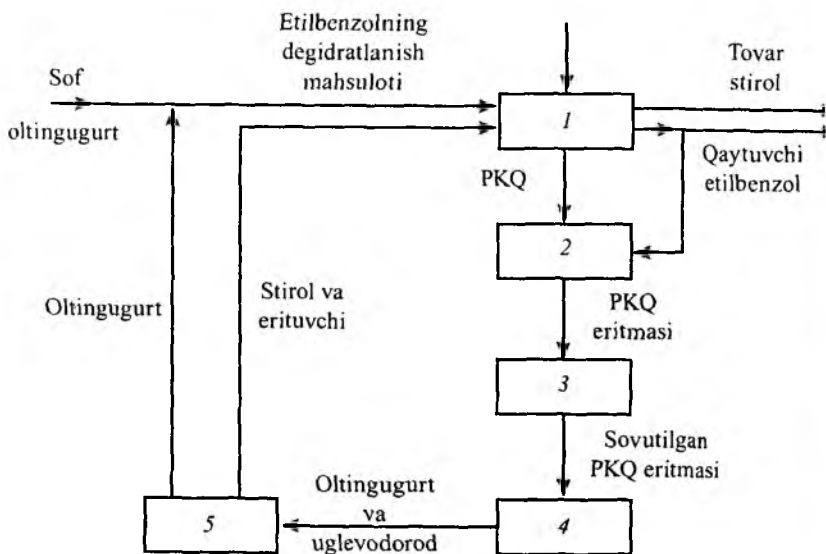 Etilbenzolning
degidratlanish
mahsuloti
Sof
oltingugurt
Tovar
stirol
1
Qaytuvchi
etilbenzol
PKQ
2
Oltingugurt
Stirol va
erituvchi
PKQ
eritmasi
3
Sovutilgan
PKQ eritmasi
Oltingugurt
va
uglevodorod
5
4